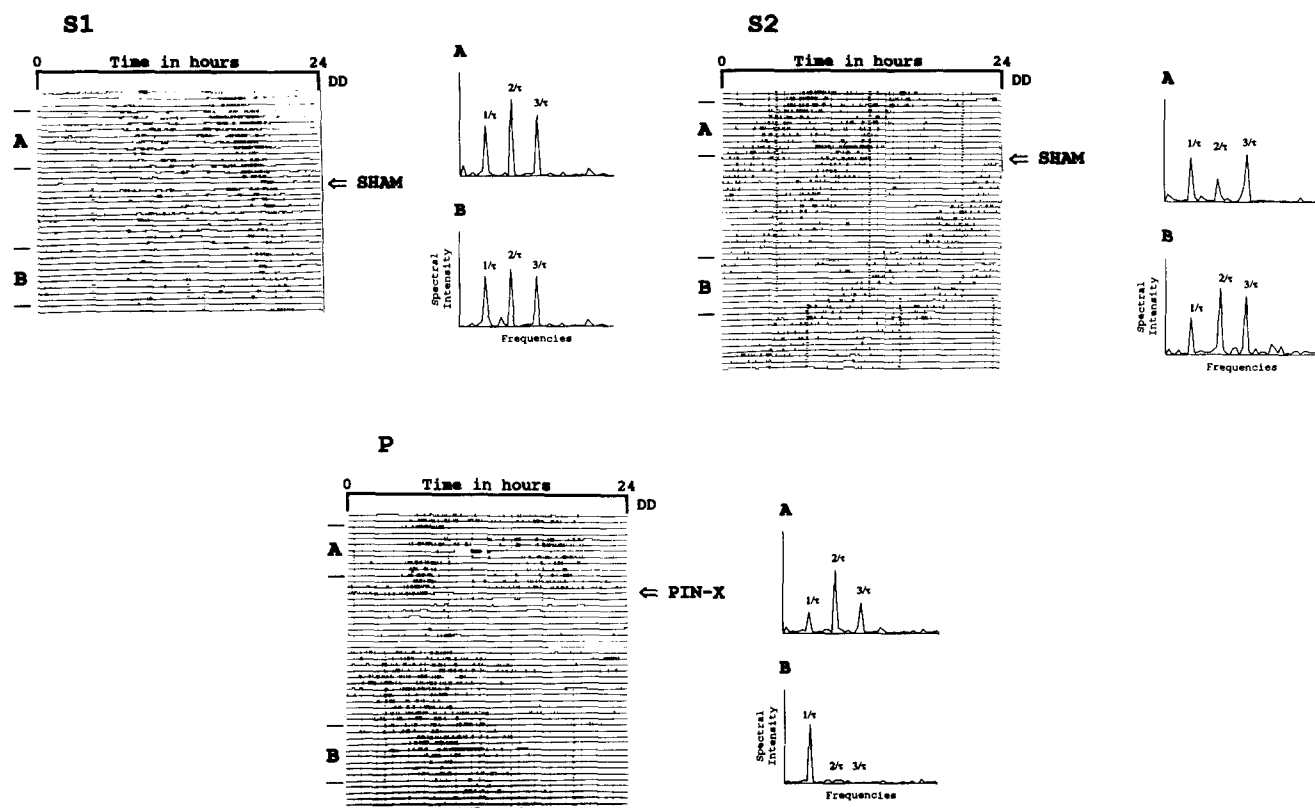 S1
0 Time in hours 24
DD
A
B
⇐ SHAM
A
1/τ 2/τ 3/τ
B
1/τ 2/τ 3/τ
Spectral
Intensity
Frequencies
S2
0 Time in hours 24
DD
A
B
⇐ SHAM
A
1/τ 2/τ 3/τ
B
1/τ 2/τ 3/τ
Spectral
Intensity
Frequencies
P
0 Time in hours 24
DD
A
B
⇐ PIN-X
A
1/τ 2/τ 3/τ
B
1/τ 2/τ 3/τ
Spectral
Intensity
Frequencies